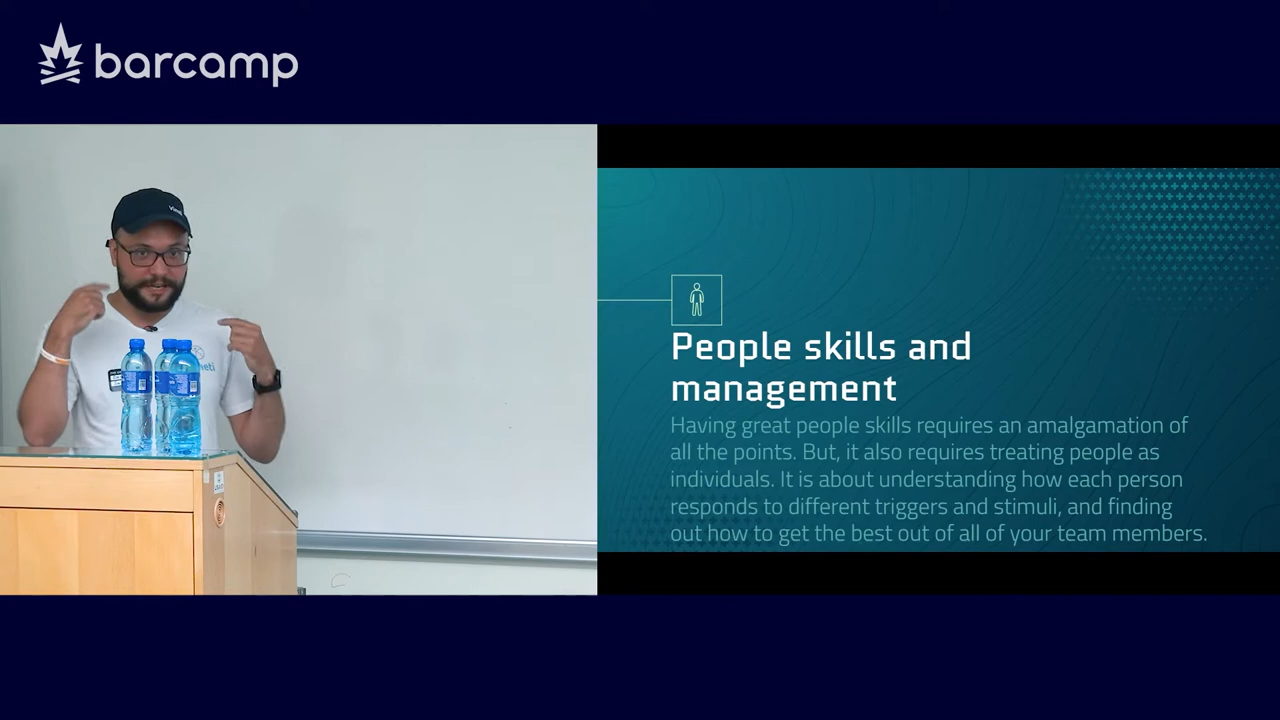 barcamp
People skills and
management
Having great people skills requires an amalgamation of
all the points. But, it also requires treating people as
individuals. It is about understanding how each person
responds to different triggers and stimuli, and finding
out how to get the best out of all of your team members.